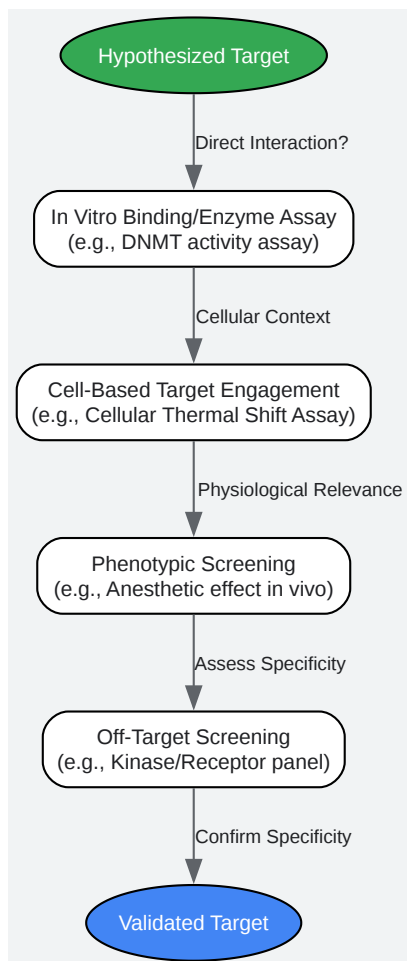 Hypothesized Target
Direct Interaction?
In Vitro Binding/Enzyme Assay
(e.g., DNMT activity assay)
Cellular Context
Cell-Based Target Engagement
(e.g., Cellular Thermal Shift Assay)
Physiological Relevance
Phenotypic Screening
(e.g., Anesthetic effect in vivo)
Assess Specificity
Off-Target Screening
(e.g., Kinase/Receptor panel)
Confirm Specificity
Validated Target